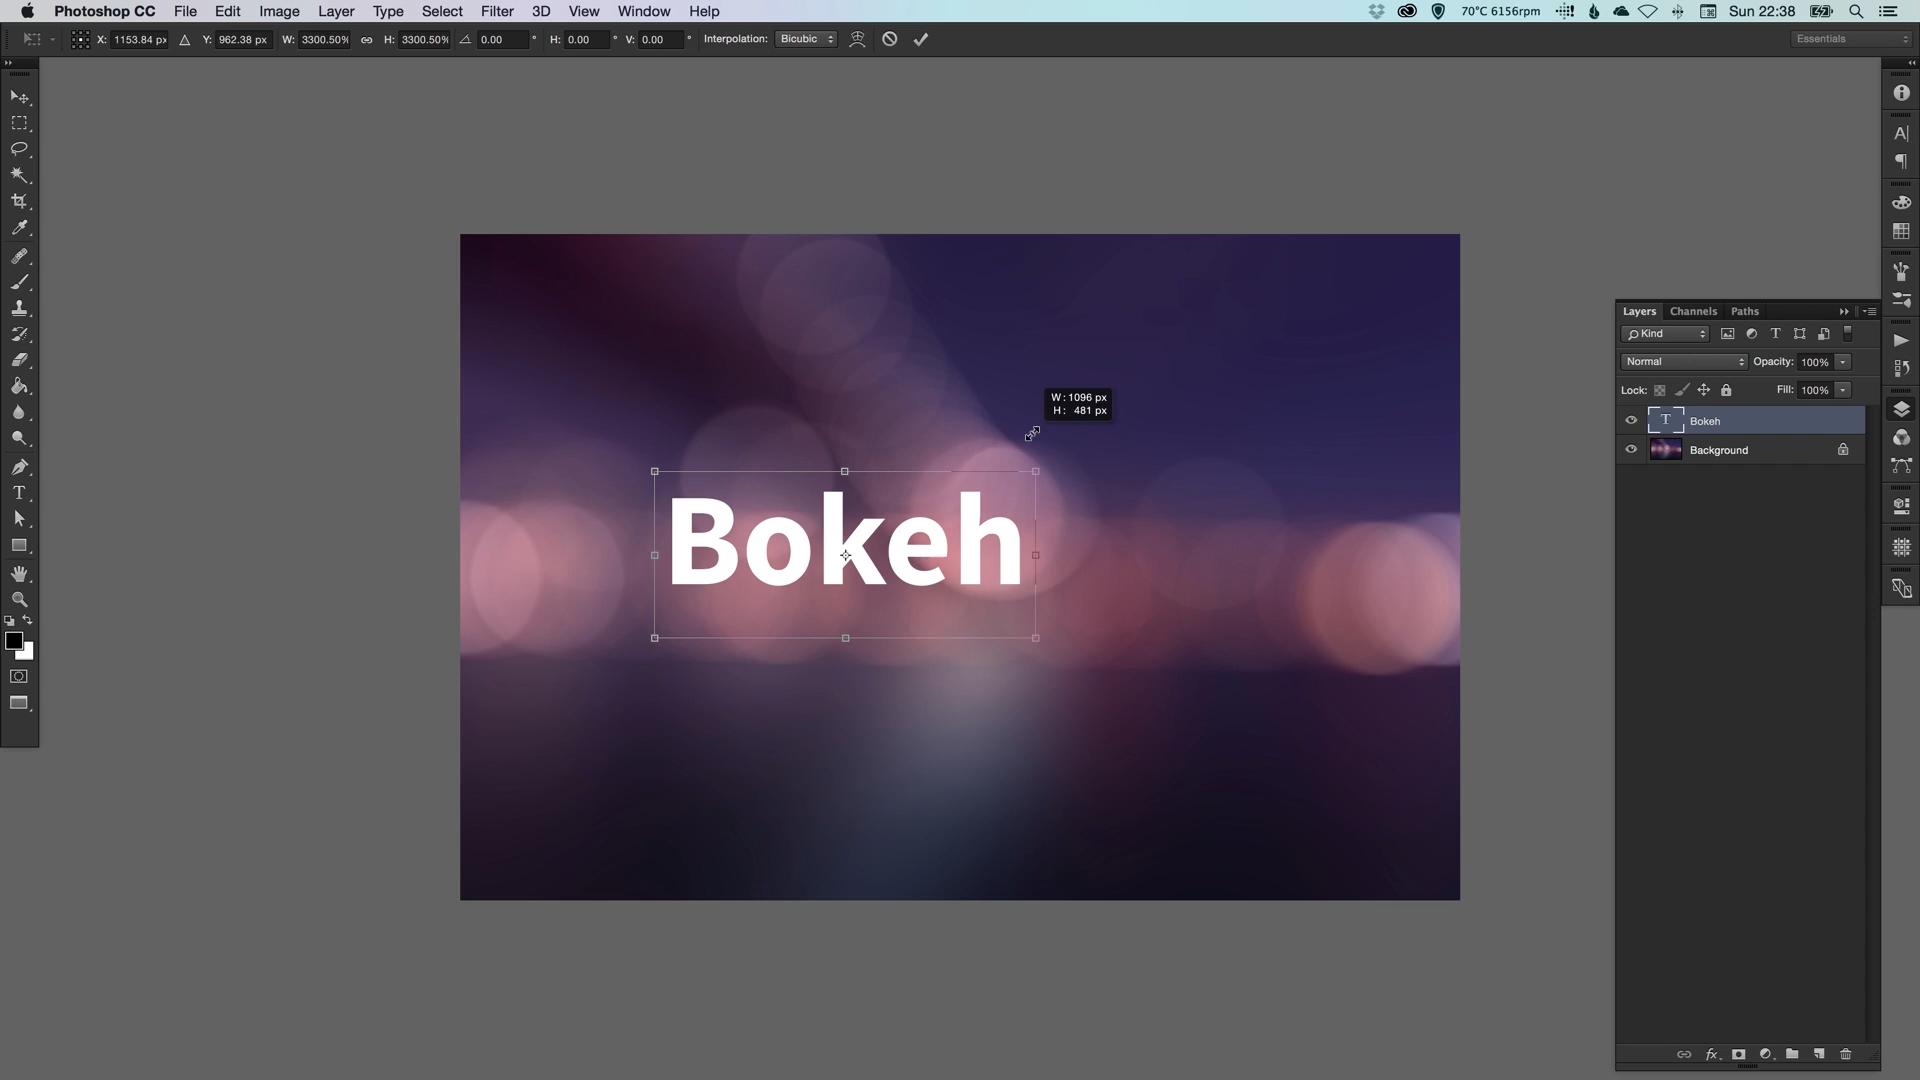 Photoshop CC File Edit Image Layer Type Select Filter 3D View Window Help 70°C 6156rpm Sun 22:38
X: 1153.84 px Y: 962.38 px W: 3300.50% H: 3300.50% 0.00 ° H: 0.00 ° V: 0.00 ° Interpolation: Bicubic Essentials
Layers Channels Paths
Kind
Normal Opacity: 100%
Lock: Fill: 100%
W: 1096 px
H: 481 px
T Bokeh
Background
Bokeh
fx